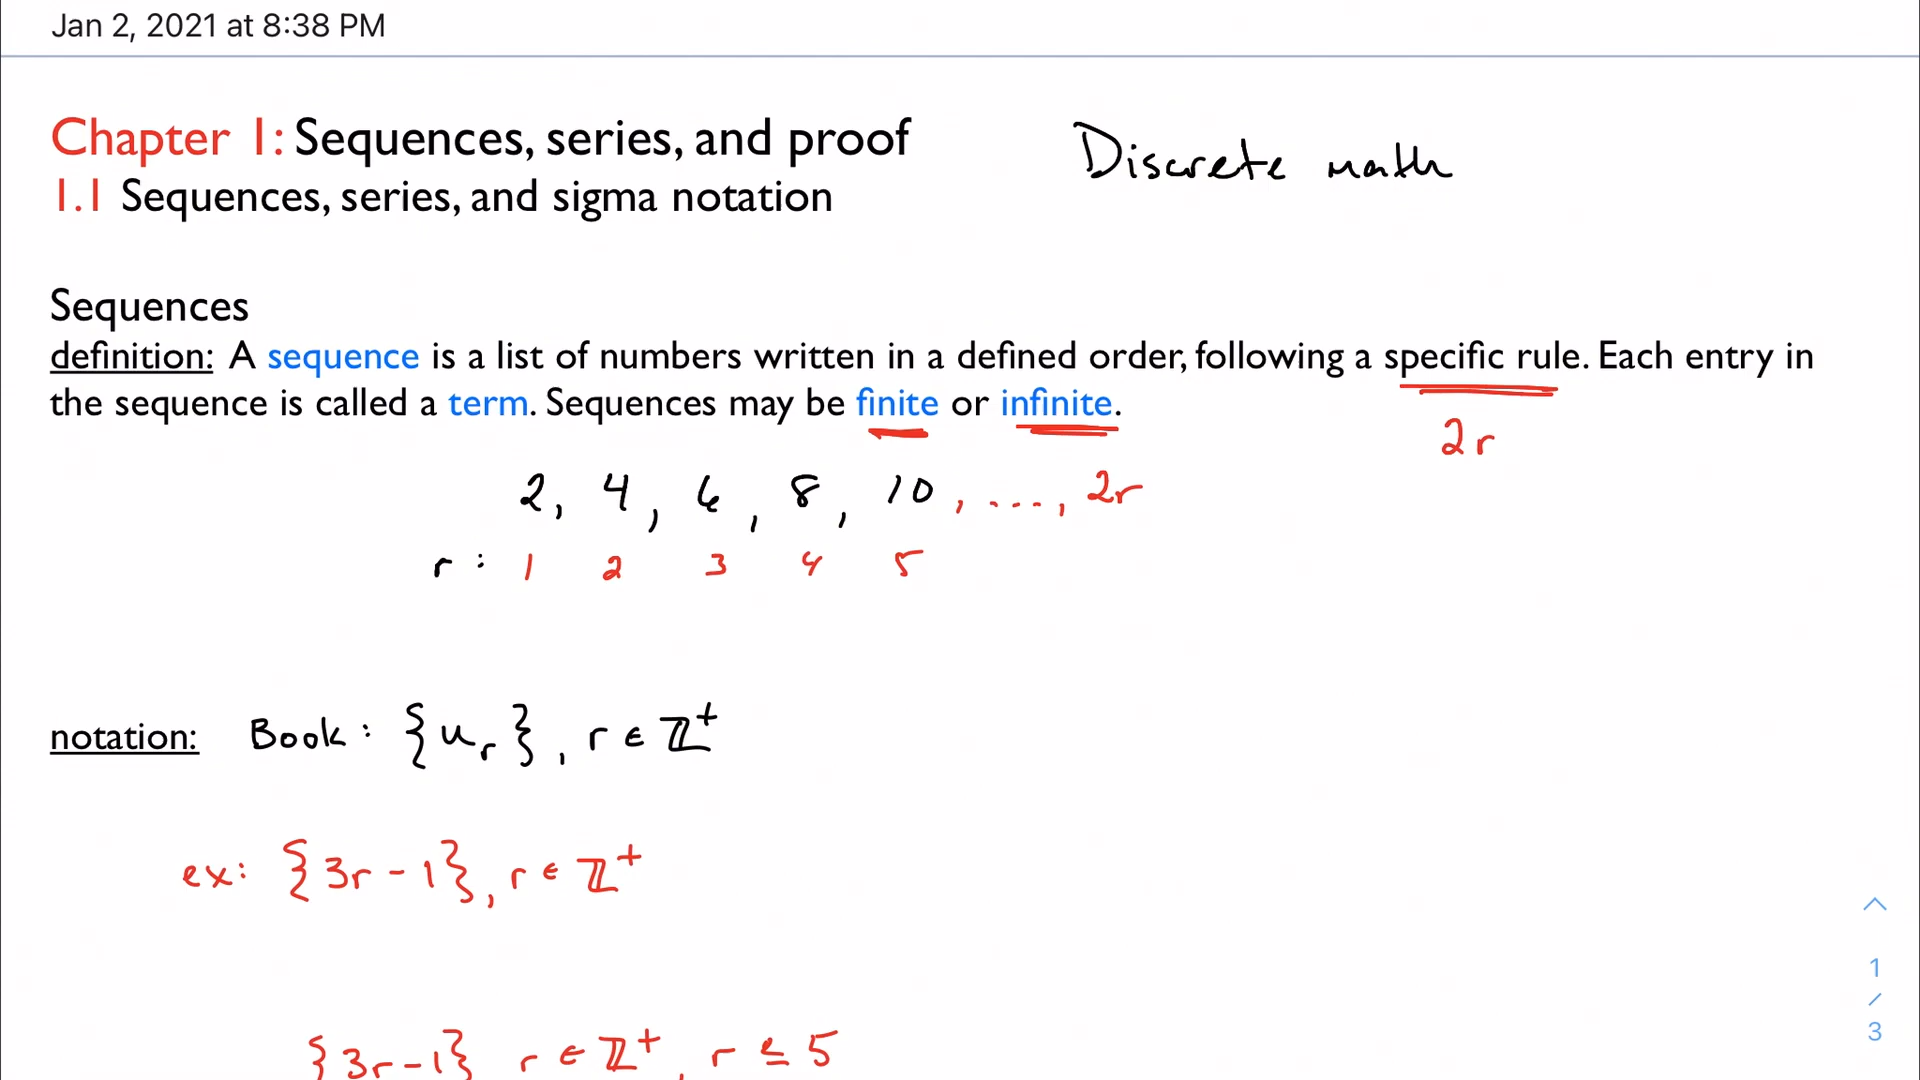 Jan 2, 2021 at 8:38 PM
Chapter 1: Sequences, series, and proof
Discrete math
1.1 Sequences, series, and sigma notation
Sequences
definition: A sequence is a list of numbers written in a defined order, following a specific rule. Each entry in
the sequence is called a term. Sequences may be finite or infinite.
2r
2, 4, 6, 8, 10, ...., 2r
r : 1 2 3 4 5
notation: Book: {uᵣ}, r ∈ ℤ⁺
ex: {3r - 1}, r ∈ ℤ⁺
{3r - 1} r ∈ ℤ⁺, r ≤ 5
1
/
3